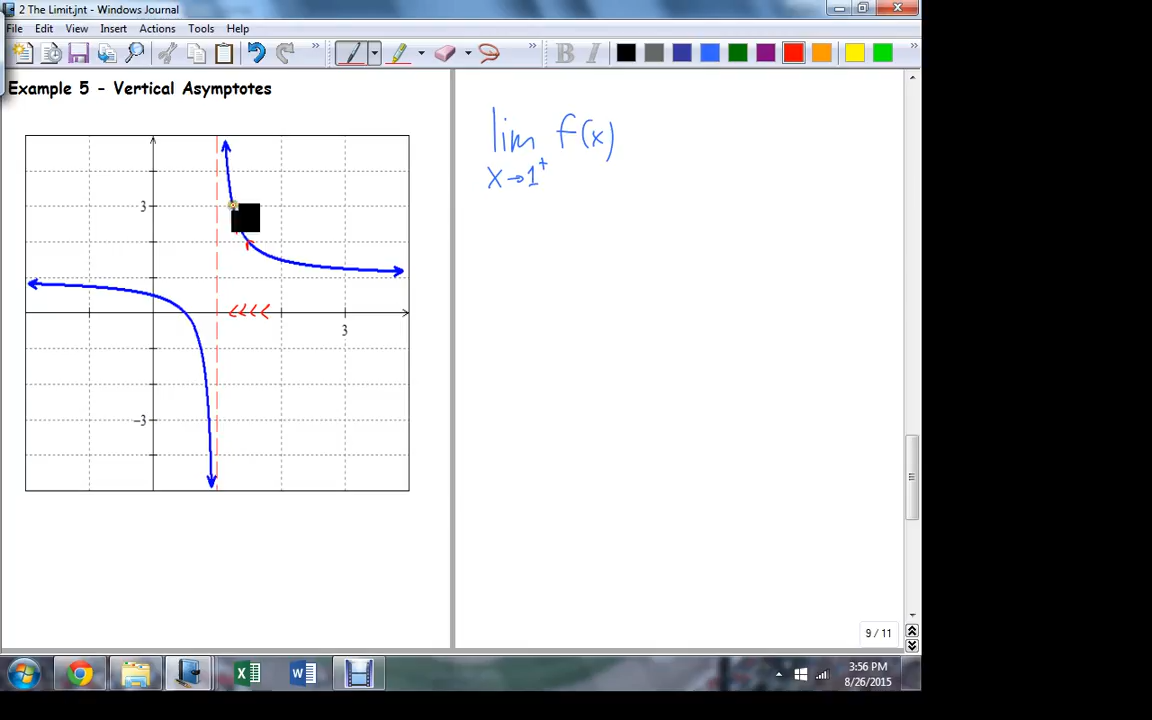 2 The Limit.jnt - Windows Journal
File Edit View Insert Actions Tools Help
B I
Example 5 - Vertical Asymptotes
lim f(x)
x→1⁺
3
3
-3
9 / 11
3:56 PM
8/26/2015